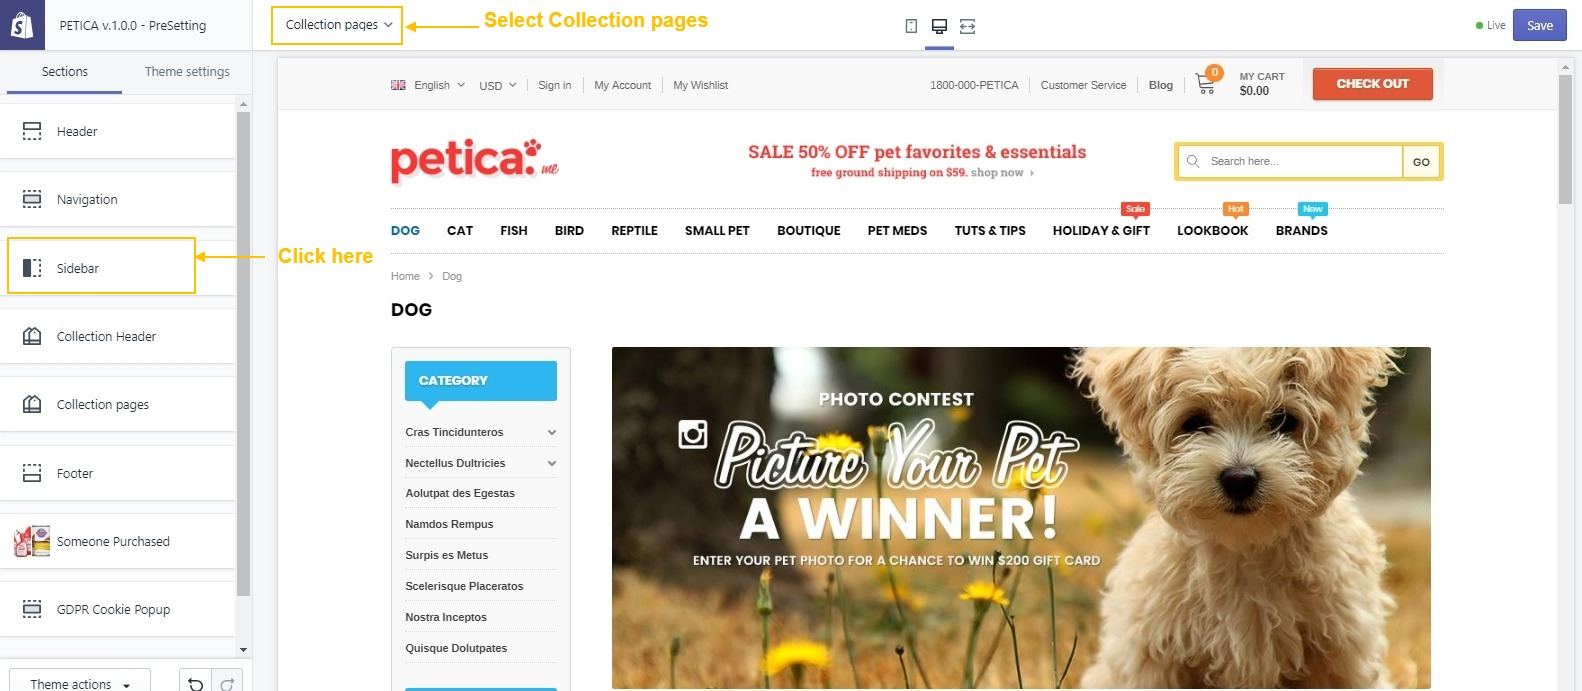 PETICA v.1.0.0 - PreSetting
Collection pages
Select Collection pages
Live
Save
Sections
Theme settings
Header
Navigation
Sidebar
Click here
Collection Header
Collection pages
Footer
Someone Purchased
GDPR Cookie Popup
Theme actions
English
USD
Sign in
My Account
My Wishlist
1800-000-PETICA
Customer Service
Blog
0
MY CART
$0.00
CHECK OUT
petica.me
SALE 50% OFF pet favorites & essentials
free ground shipping on $59. shop now
Search here...
GO
Sale
Hot
New
DOG CAT FISH BIRD REPTILE SMALL PET BOUTIQUE PET MEDS TUTS & TIPS HOLIDAY & GIFT LOOKBOOK BRANDS
Home > Dog
DOG
CATEGORY
Cras Tincidunteros
Nectellus Dultricies
Aolutpat des Egestas
Namdos Rempus
Surpis es Metus
Scelerisque Placeratos
Nostra Inceptos
Quisque Dolutpates
PHOTO CONTEST
Picture Your Pet
A WINNER!
ENTER YOUR PET PHOTO FOR A CHANCE TO WIN $200 GIFT CARD